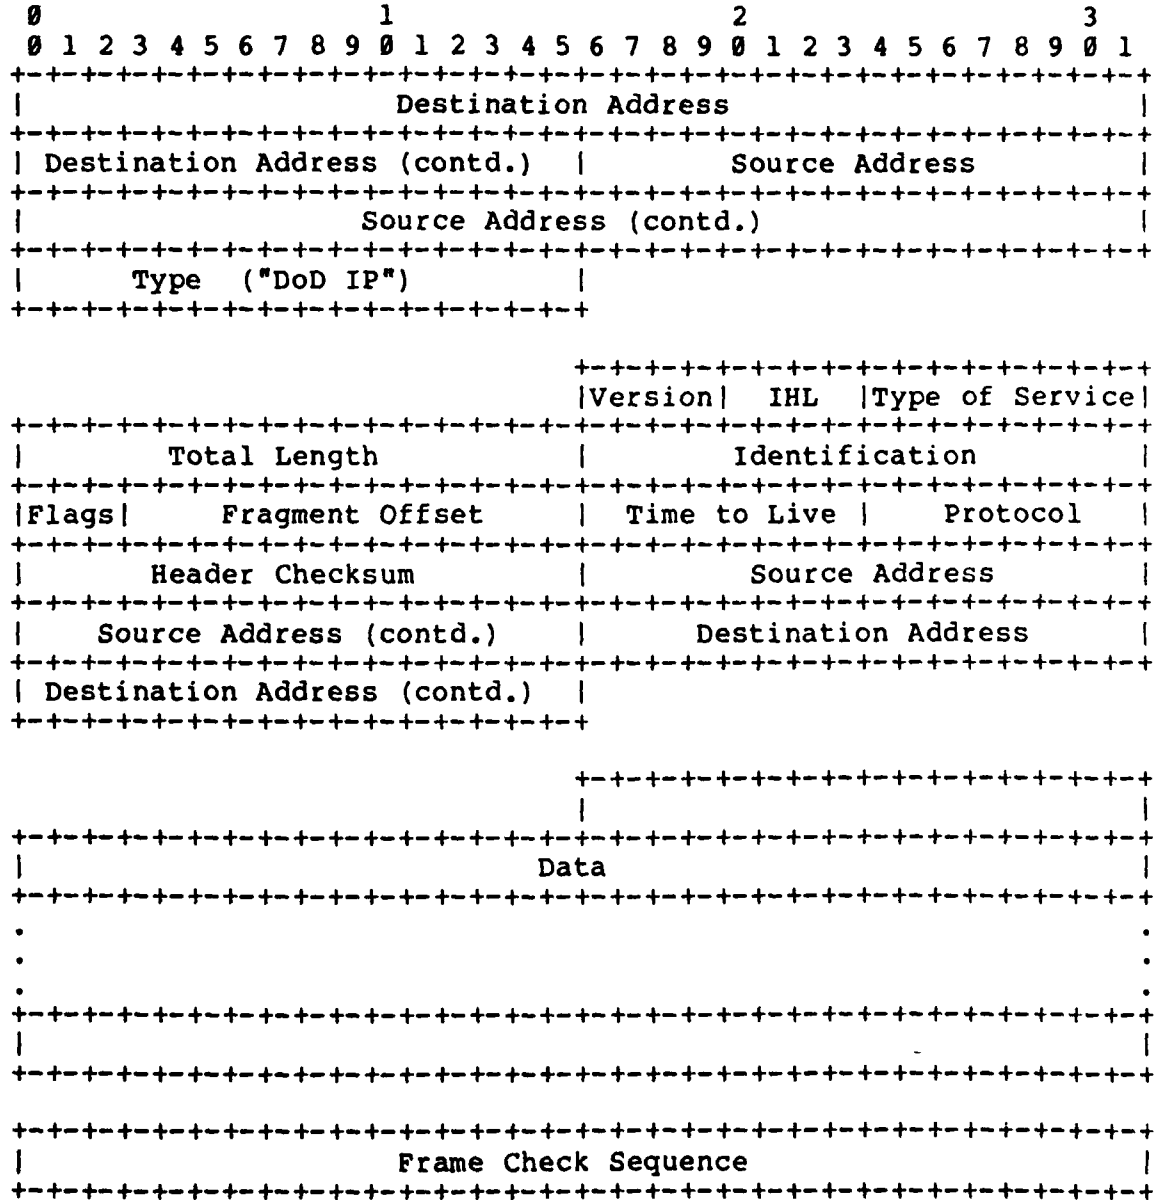 0 1 2 3
0 1 2 3 4 5 6 7 8 9 0 1 2 3 4 5 6 7 8 9 0 1 2 3 4 5 6 7 8 9 0 1
+-+-+-+-+-+-+-+-+-+-+-+-+-+-+-+-+-+-+-+-+-+-+-+-+-+-+-+-+-+-+-+-+
| Destination Address |
+-+-+-+-+-+-+-+-+-+-+-+-+-+-+-+-+-+-+-+-+-+-+-+-+-+-+-+-+-+-+-+-+
| Destination Address (contd.) | Source Address |
+-+-+-+-+-+-+-+-+-+-+-+-+-+-+-+-+-+-+-+-+-+-+-+-+-+-+-+-+-+-+-+-+
| Source Address (contd.) |
+-+-+-+-+-+-+-+-+-+-+-+-+-+-+-+-+-+-+-+-+-+-+-+-+-+-+-+-+-+-+-+-+
| Type ("DoD IP") |
+-+-+-+-+-+-+-+-+-+-+-+-+-+-+-+-+
+-+-+-+-+-+-+-+-+-+-+-+-+-+-+-+-+
|Version| IHL |Type of Service|
+-+-+-+-+-+-+-+-+-+-+-+-+-+-+-+-+-+-+-+-+-+-+-+-+-+-+-+-+-+-+-+-+
| Total Length | Identification |
+-+-+-+-+-+-+-+-+-+-+-+-+-+-+-+-+-+-+-+-+-+-+-+-+-+-+-+-+-+-+-+-+
|Flags| Fragment Offset | Time to Live | Protocol |
+-+-+-+-+-+-+-+-+-+-+-+-+-+-+-+-+-+-+-+-+-+-+-+-+-+-+-+-+-+-+-+-+
| Header Checksum | Source Address |
+-+-+-+-+-+-+-+-+-+-+-+-+-+-+-+-+-+-+-+-+-+-+-+-+-+-+-+-+-+-+-+-+
| Source Address (contd.) | Destination Address |
+-+-+-+-+-+-+-+-+-+-+-+-+-+-+-+-+-+-+-+-+-+-+-+-+-+-+-+-+-+-+-+-+
| Destination Address (contd.) |
+-+-+-+-+-+-+-+-+-+-+-+-+-+-+-+-+
+-+-+-+-+-+-+-+-+-+-+-+-+-+-+-+-+
| |
+-+-+-+-+-+-+-+-+-+-+-+-+-+-+-+-+-+-+-+-+-+-+-+-+-+-+-+-+-+-+-+-+
| Data |
+-+-+-+-+-+-+-+-+-+-+-+-+-+-+-+-+-+-+-+-+-+-+-+-+-+-+-+-+-+-+-+-+
. .
. .
. .
+-+-+-+-+-+-+-+-+-+-+-+-+-+-+-+-+-+-+-+-+-+-+-+-+-+-+-+-+-+-+-+-+
| |
+-+-+-+-+-+-+-+-+-+-+-+-+-+-+-+-+-+-+-+-+-+-+-+-+-+-+-+-+-+-+-+-+
+-+-+-+-+-+-+-+-+-+-+-+-+-+-+-+-+-+-+-+-+-+-+-+-+-+-+-+-+-+-+-+-+
| Frame Check Sequence |
+-+-+-+-+-+-+-+-+-+-+-+-+-+-+-+-+-+-+-+-+-+-+-+-+-+-+-+-+-+-+-+-+